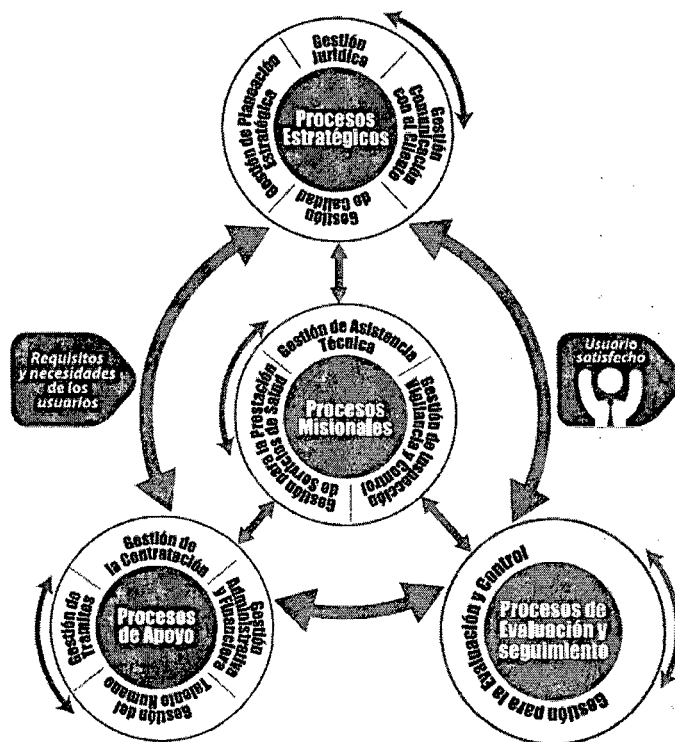 Gestión
Jurídica
Gestión de Planeación
Estratégica
Gestión
Comunicación
con el Cliente
Procesos
Estratégicos
Gestión
de Calidad
Requisitos
y necesidades
de los
usuarios
Usuario
satisfecho
Gestión de Asistencia
Técnica
Gestión para la Prestación
de Servicios de Salud
Gestión de Inspección
Vigilancia y Control
Procesos
Misionales
Gestión de
la Contratación
Gestión de
Trámites
Gestión
Administrativa
y Financiera
Procesos
de Apoyo
Gestión del
Talento Humano
Procesos de
Evaluación y
seguimiento
Gestión para la Evaluación y Control